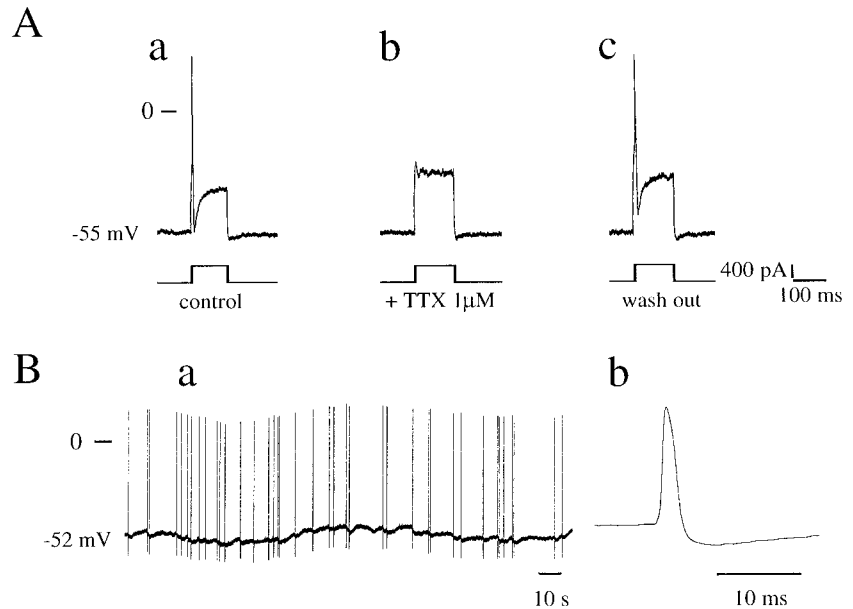 A
a
b
c
0
-55 mV
control
+ TTX 1μM
wash out
400 pA
100 ms
B
a
b
0
-52 mV
10 s
10 ms